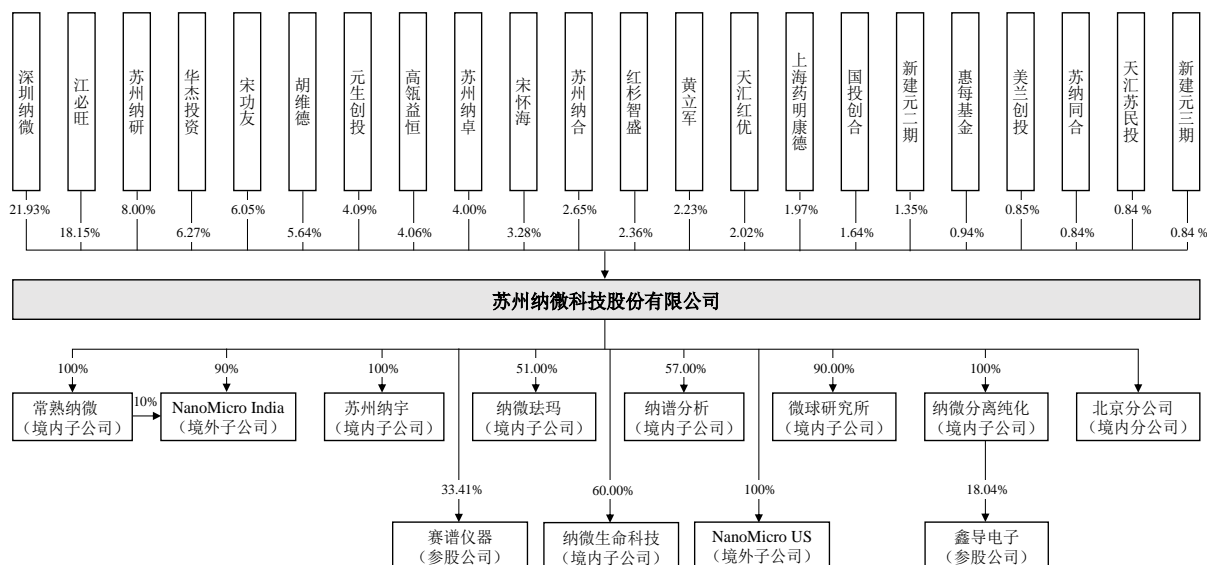 深圳纳微
江必旺
苏州纳研
华杰投资
宋功友
胡维德
元生创投
高瓴益恒
苏州纳卓
宋怀海
苏州纳合
红杉智盛
黄立军
天汇红优
上海药明康德
国投创合
新建元二期
惠每基金
美兰创投
苏纳同合
天汇苏民投
新建元三期
21.93% 8.00% 6.05% 4.09% 4.00% 2.65% 2.23% 1.97% 1.35% 0.85% 0.84 %
18.15% 6.27% 5.64% 4.06% 3.28% 2.36% 2.02% 1.64% 0.94% 0.84% 0.84 %
苏州纳微科技股份有限公司
100% 90% 100% 51.00% 57.00% 90.00% 100%
常熟纳微
（境内子公司）
10%
NanoMicro India
（境外子公司）
苏州纳宇
（境内子公司）
纳微珐玛
（境内子公司）
纳谱分析
（境内子公司）
微球研究所
（境内子公司）
纳微分离纯化
（境内子公司）
北京分公司
（境内分公司）
33.41% 60.00% 100% 18.04%
赛谱仪器
（参股公司）
纳微生命科技
（境内子公司）
NanoMicro US
（境外子公司）
鑫导电子
（参股公司）